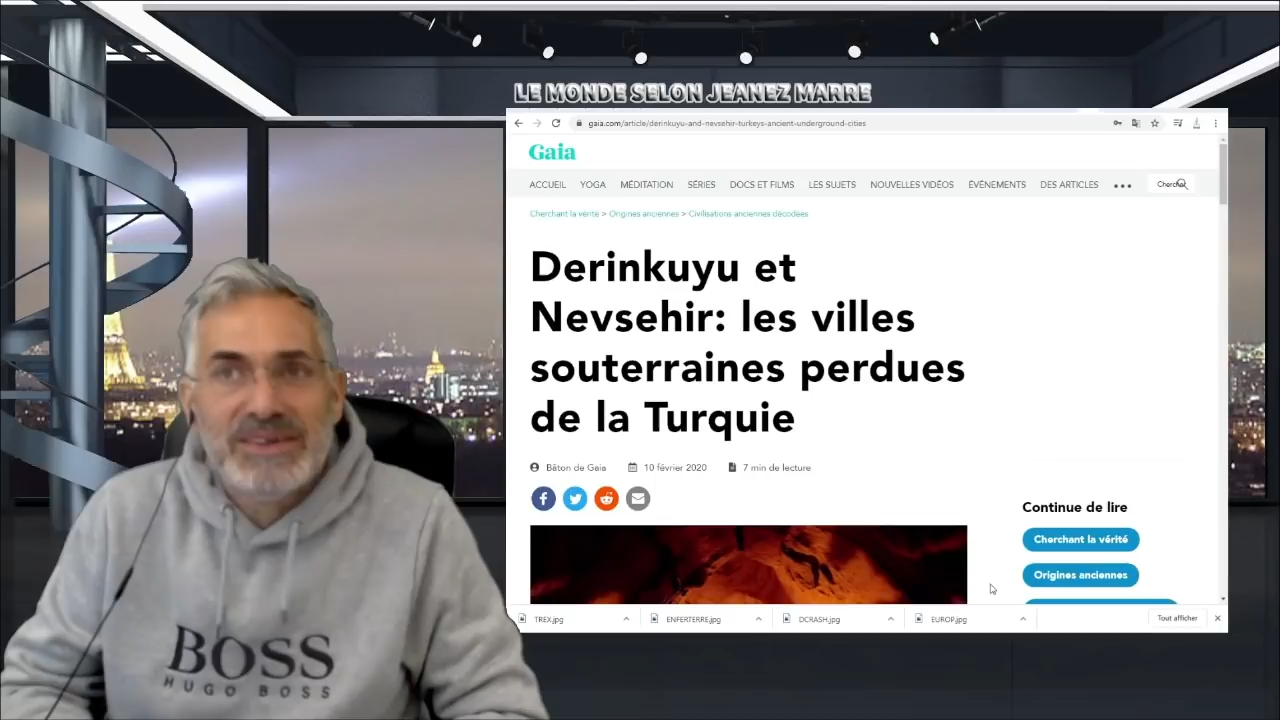 LE MONDE SELON JEANEZ MARRE
gaia.com/article/derinkuyu-and-nevsehir-turkeys-ancient-underground-cities
Gaia
ACCUEIL YOGA MÉDITATION SÉRIES DOCS ET FILMS LES SUJETS NOUVELLES VIDÉOS ÉVÉNEMENTS DES ARTICLES
Cherchant la vérité > Origines anciennes > Civilisations anciennes décodées
Derinkuyu et
Nevsehir: les villes
souterraines perdues
de la Turquie
Bâton de Gaia 10 février 2020 7 min de lecture
Continue de lire
Cherchant la vérité
Origines anciennes
TREX.jpg ENFERTERRE.jpg DCRASH.jpg EUROP.jpg Tout afficher
BOSS
HUGO BOSS